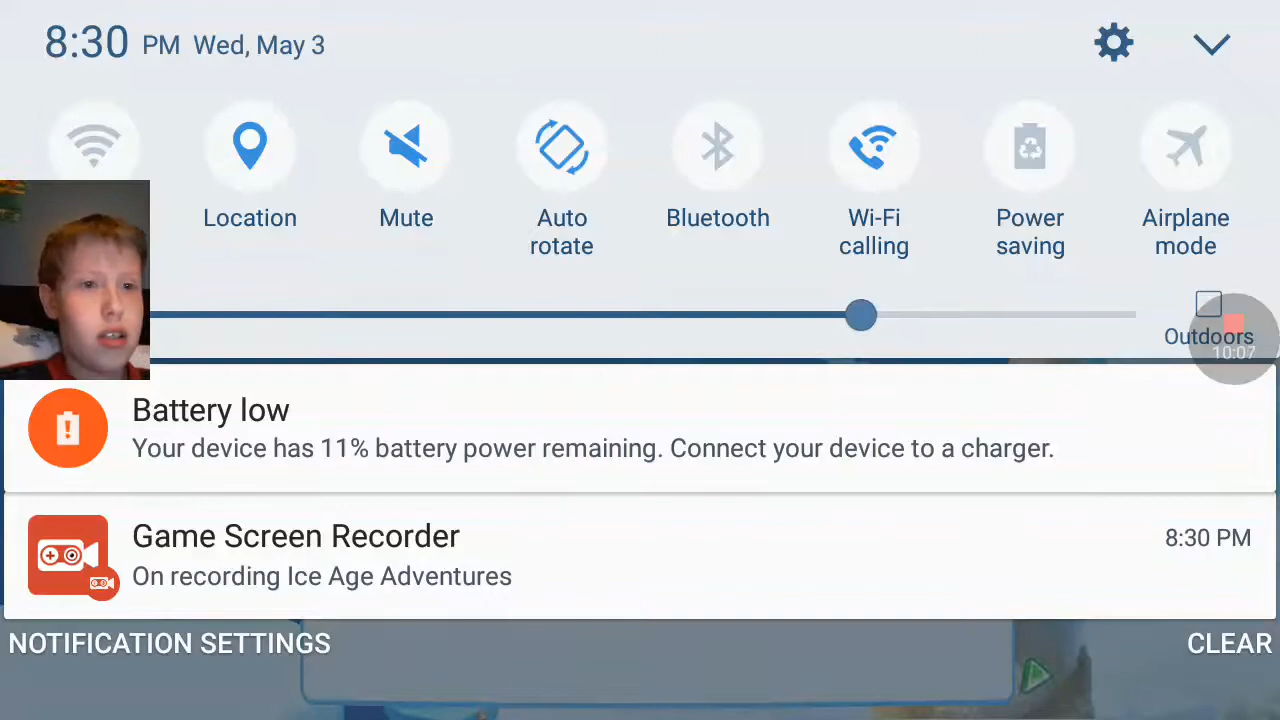 8:30 PM Wed, May 3
Location
Mute
Auto
rotate
Bluetooth
Wi-Fi
calling
Power
saving
Airplane
mode
Outdoors
10:07
Battery low
Your device has 11% battery power remaining. Connect your device to a charger.
Game Screen Recorder
8:30 PM
On recording Ice Age Adventures
NOTIFICATION SETTINGS
CLEAR